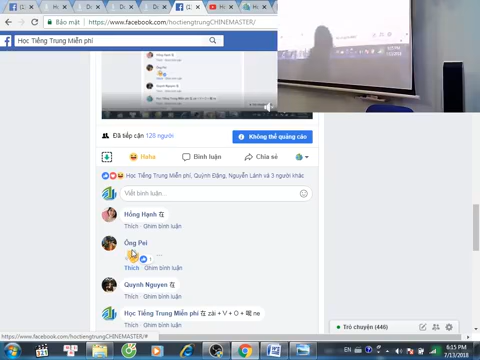 Bảo mật
https://www.facebook.com/hoctiengtrungCHINEMASTER/
Học Tiếng Trung Miễn phí
Đã tiếp cận 128 người
Không thể quảng cáo
Haha
Bình luận
Chia sẻ
Học Tiếng Trung Miễn phí, Quỳnh Đặng, Nguyễn Lành và 3 người khác
Viết bình luận...
Hồng Hạnh 在
Thích · Ghim bình luận
Ống Pei
Thích · Ghim bình luận
Quynh Nguyen 在
Thích · Ghim bình luận
Học Tiếng Trung Miễn phí 在 zài + V + O + 呢 ne
Trò chuyện (440)
https://www.facebook.com/hoctiengtrungCHINEMASTER/#
EN
6:15 PM
7/13/2018